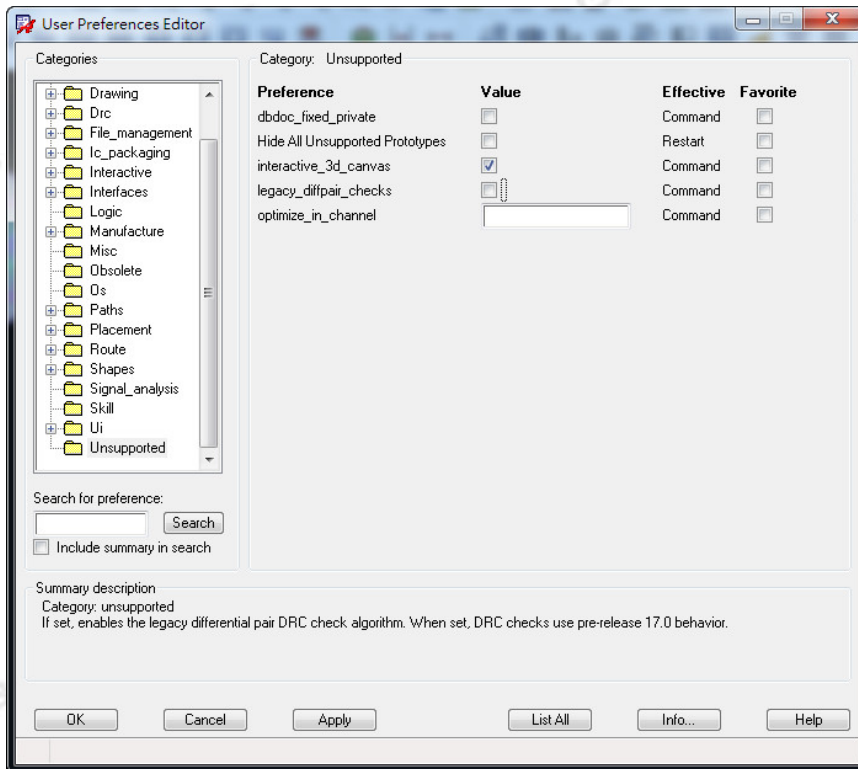 User Preferences Editor
Categories
Drawing
Drc
File_management
Ic_packaging
Interactive
Interfaces
Logic
Manufacture
Misc
Obsolete
Os
Paths
Placement
Route
Shapes
Signal_analysis
Skill
Ui
Unsupported
Search for preference:
Search
Include summary in search
Category: Unsupported
Preference Value Effective Favorite
dbdoc_fixed_private Command
Hide All Unsupported Prototypes Restart
interactive_3d_canvas Command
legacy_diffpair_checks Command
optimize_in_channel Command
Summary description
Category: unsupported
If set, enables the legacy differential pair DRC check algorithm. When set, DRC checks use pre-release 17.0 behavior.
OK Cancel Apply List All Info... Help